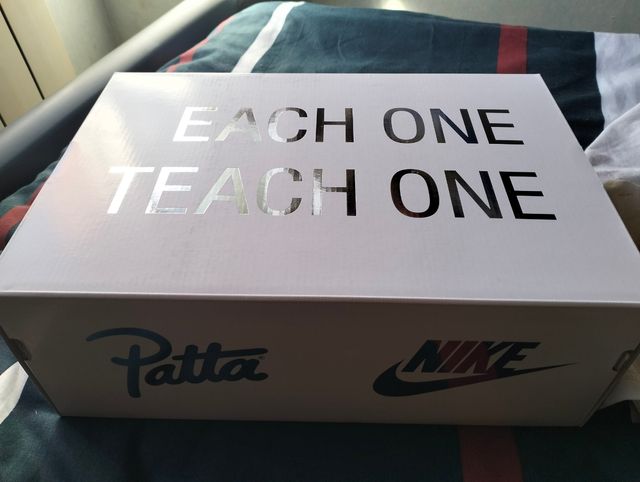 EACH ONE
TEACH ONE
Patta
NIKE